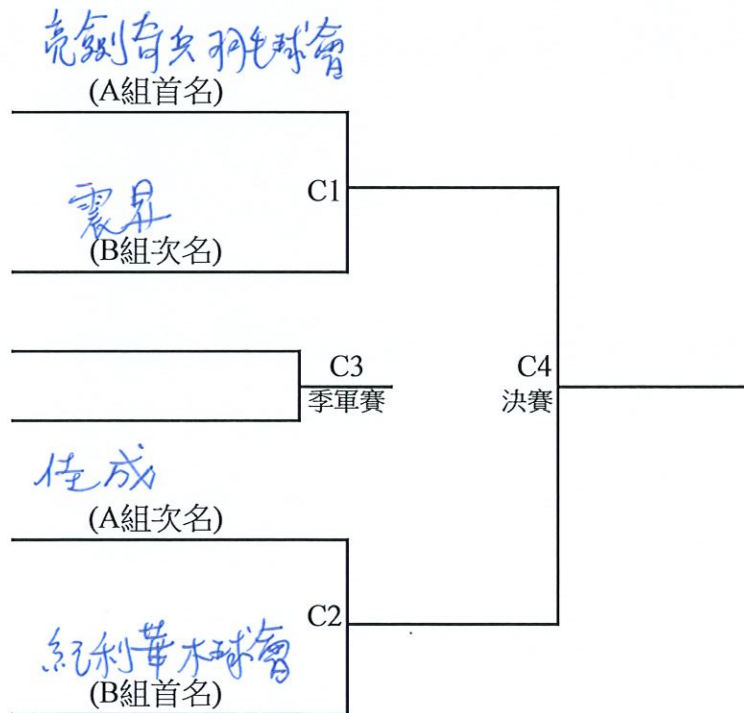 亮劍奇兵羽毛球會
(A組首名)
C1
震昇
(B組次名)
C3
季軍賽
C4
決賽
佳成
(A組次名)
C2
紀利華木球會
(B組首名)